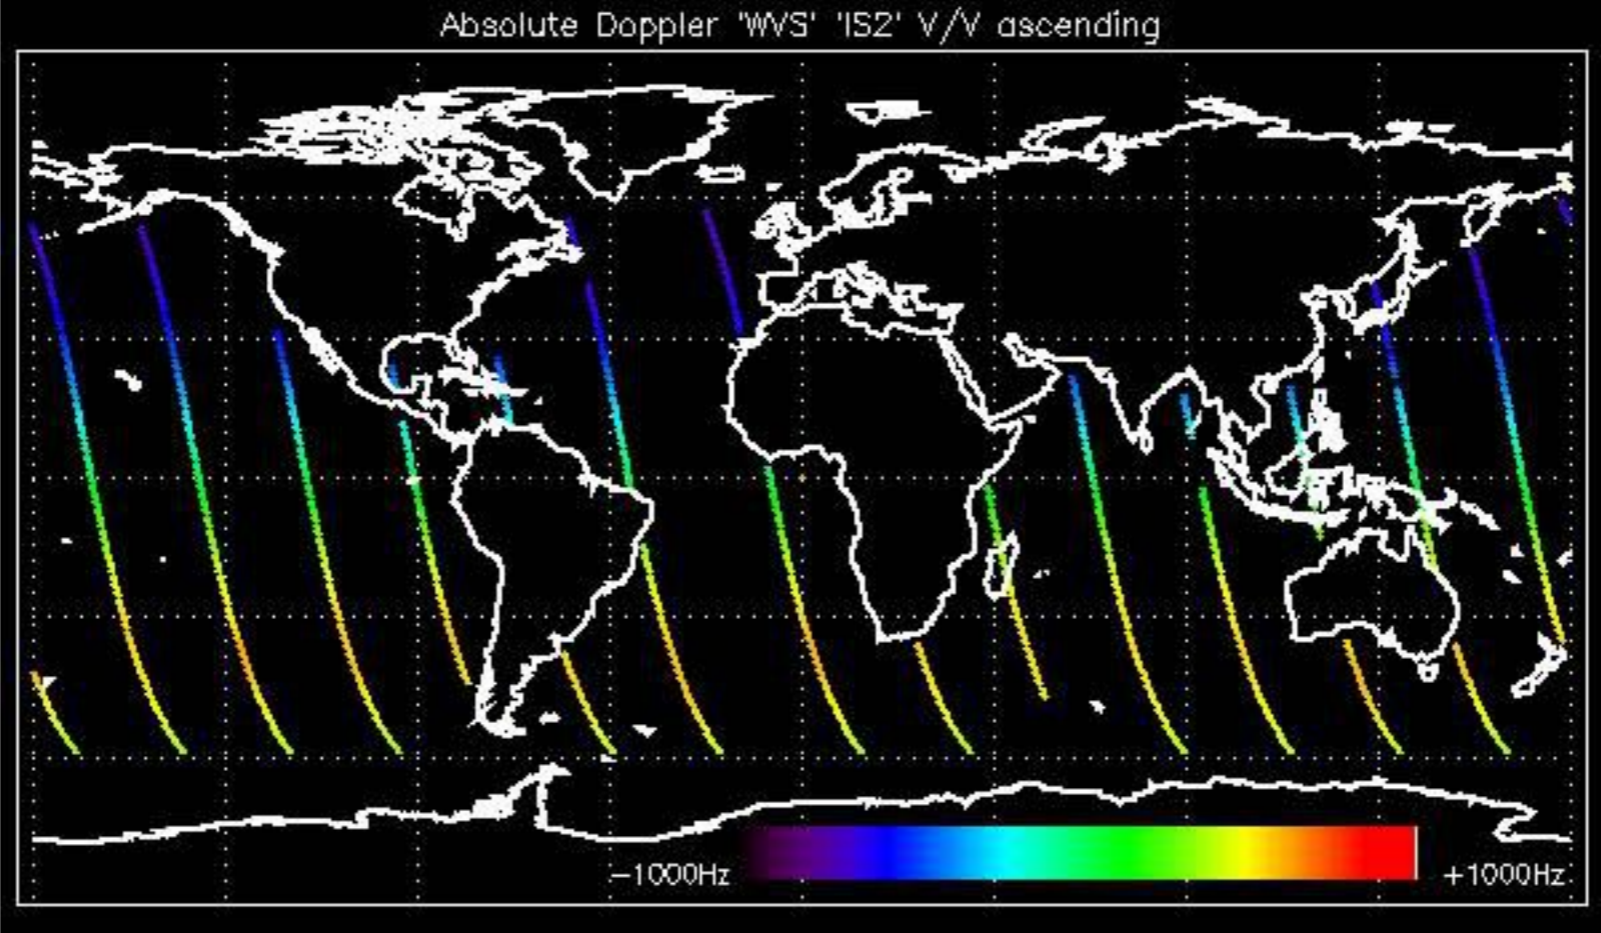 Absolute Doppler 'WVS' 'IS2' V/V ascending
-1000Hz +1000Hz